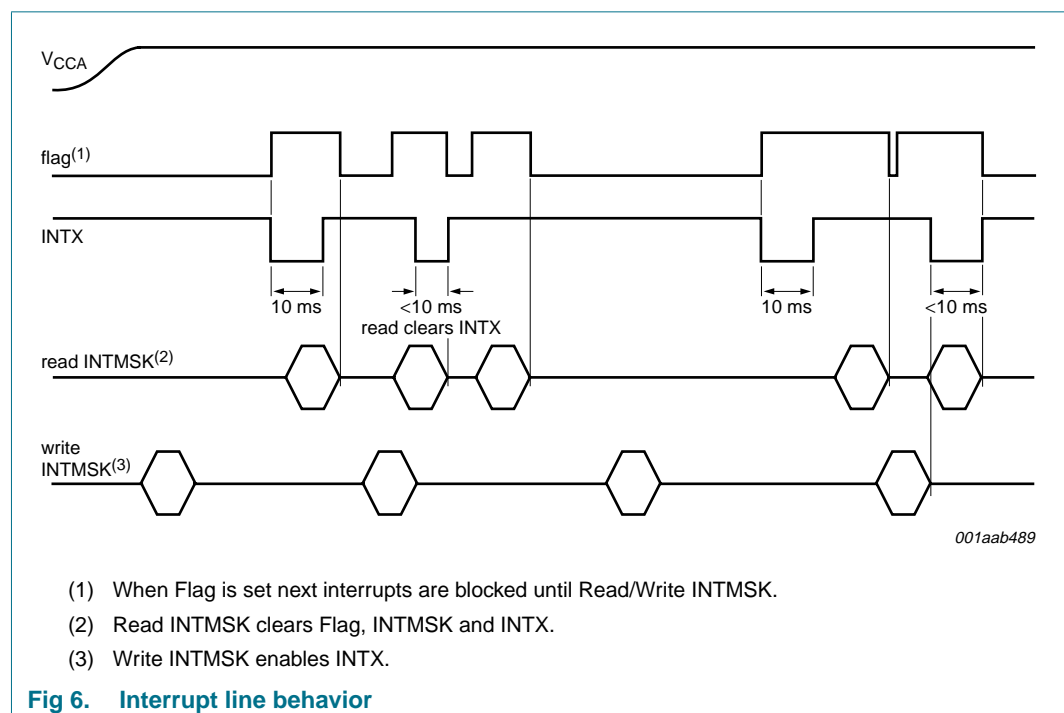 VCCA
flag(1)
INTX
10 ms
<10 ms
10 ms
<10 ms
read clears INTX
read INTMSK(2)
write
INTMSK(3)
001aab489
(1) When Flag is set next interrupts are blocked until Read/Write INTMSK.
(2) Read INTMSK clears Flag, INTMSK and INTX.
(3) Write INTMSK enables INTX.
Fig 6. Interrupt line behavior